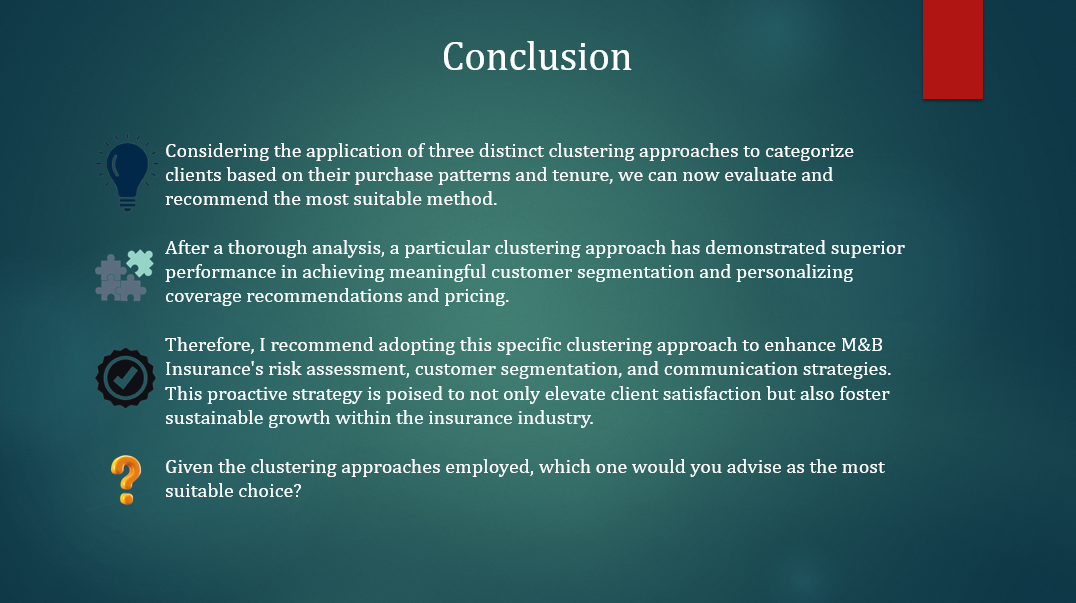 Conclusion
Considering the application of three distinct clustering approaches to categorize
clients based on their purchase patterns and tenure, we can now evaluate and
recommend the most suitable method.
After a thorough analysis, a particular clustering approach has demonstrated superior
performance in achieving meaningful customer segmentation and personalizing
coverage recommendations and pricing.
Therefore, I recommend adopting this specific clustering approach to enhance M&B
Insurance's risk assessment, customer segmentation, and communication strategies.
This proactive strategy is poised to not only elevate client satisfaction but also foster
sustainable growth within the insurance industry.
Given the clustering approaches employed, which one would you advise as the most
suitable choice?